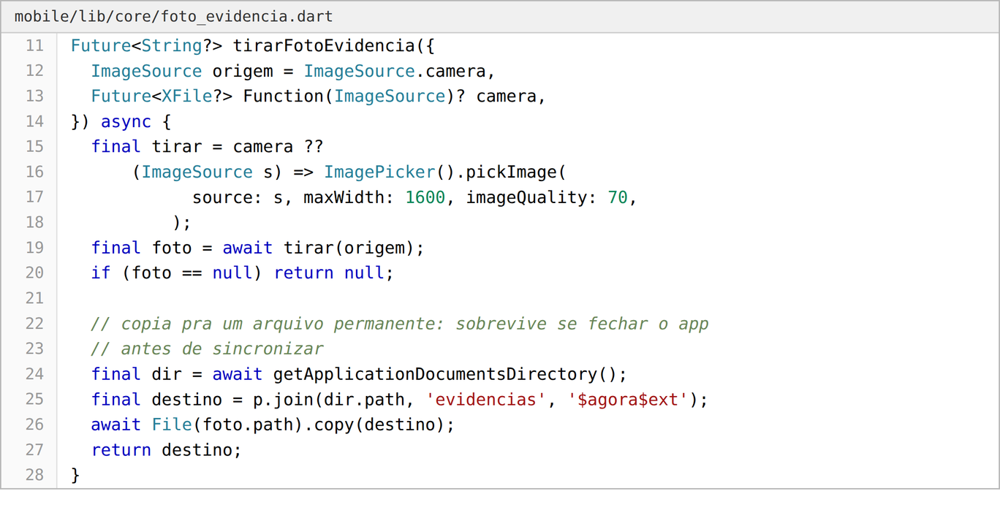 mobile/lib/core/foto_evidencia.dart
11 Future<String?> tirarFotoEvidencia({
12   ImageSource origem = ImageSource.camera,
13   Future<XFile?> Function(ImageSource)? camera,
14 }) async {
15   final tirar = camera ??
16       (ImageSource s) => ImagePicker().pickImage(
17             source: s, maxWidth: 1600, imageQuality: 70,
18           );
19   final foto = await tirar(origem);
20   if (foto == null) return null;
21
22   // copia pra um arquivo permanente: sobrevive se fechar o app
23   // antes de sincronizar
24   final dir = await getApplicationDocumentsDirectory();
25   final destino = p.join(dir.path, 'evidencias', '$agora$ext');
26   await File(foto.path).copy(destino);
27   return destino;
28 }